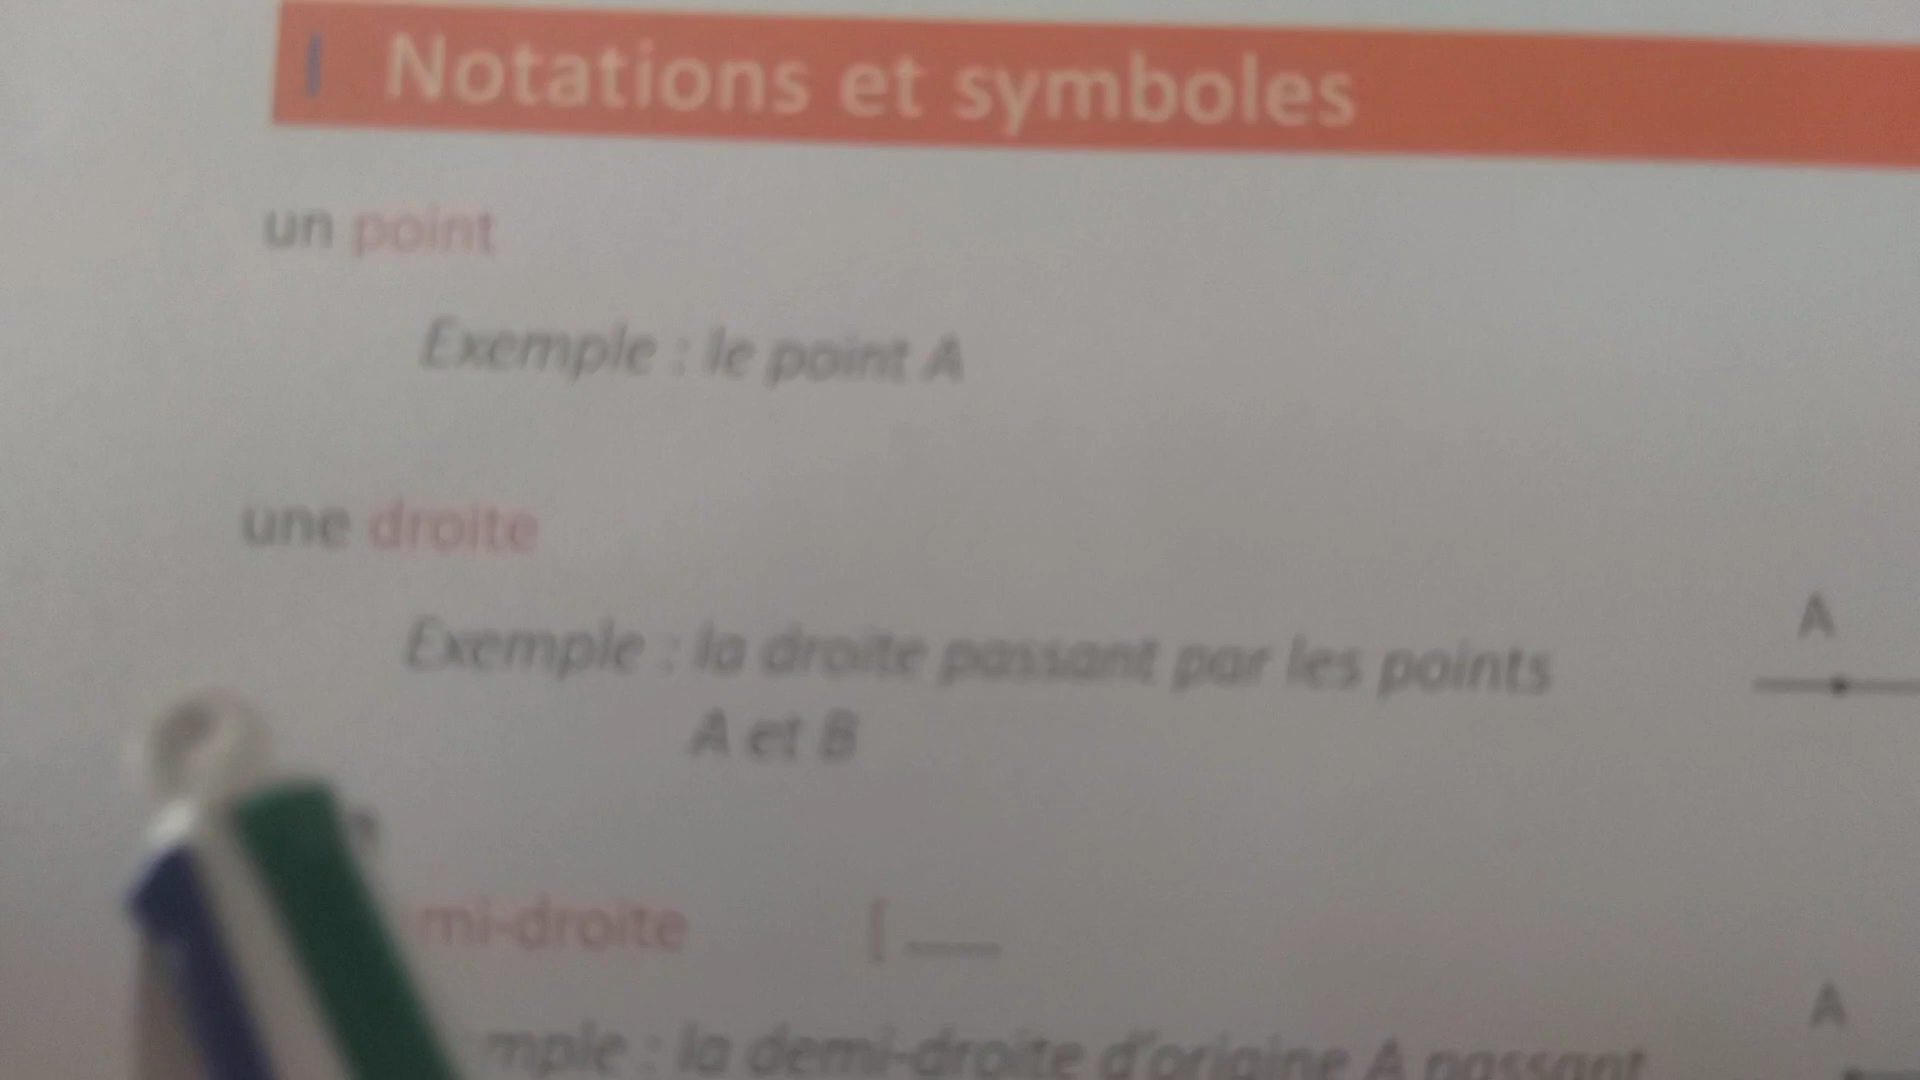 I Notations et symboles
un point
Exemple : le point A
une droite
Exemple : la droite passant par les points
A
A et B
mi-droite [
A
mple : la demi-droite d'origine A passant